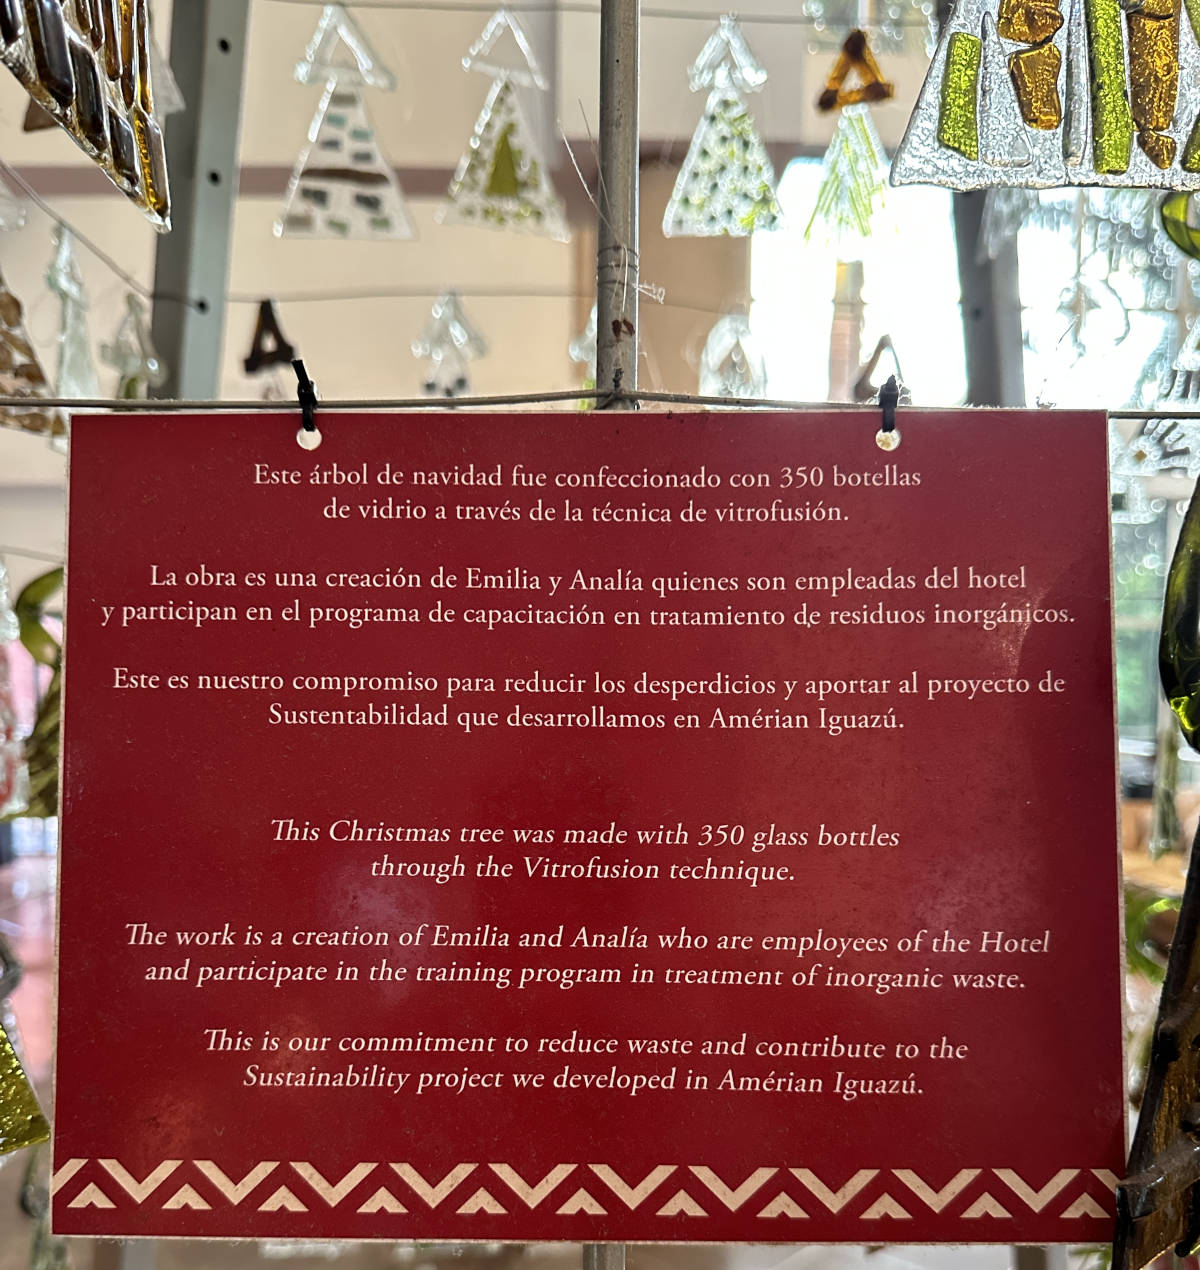 Este árbol de navidad fue confeccionado con 350 botellas
de vidrio a través de la técnica de vitrofusión.
La obra es una creación de Emilia y Analía quienes son empleadas del hotel
y participan en el programa de capacitación en tratamiento de residuos inorgánicos.
Este es nuestro compromiso para reducir los desperdicios y aportar al proyecto de
Sustentabilidad que desarrollamos en Amérian Iguazú.
This Christmas tree was made with 350 glass bottles
through the Vitrofusion technique.
The work is a creation of Emilia and Analía who are employees of the Hotel
and participate in the training program in treatment of inorganic waste.
This is our commitment to reduce waste and contribute to the
Sustainability project we developed in Amérian Iguazú.